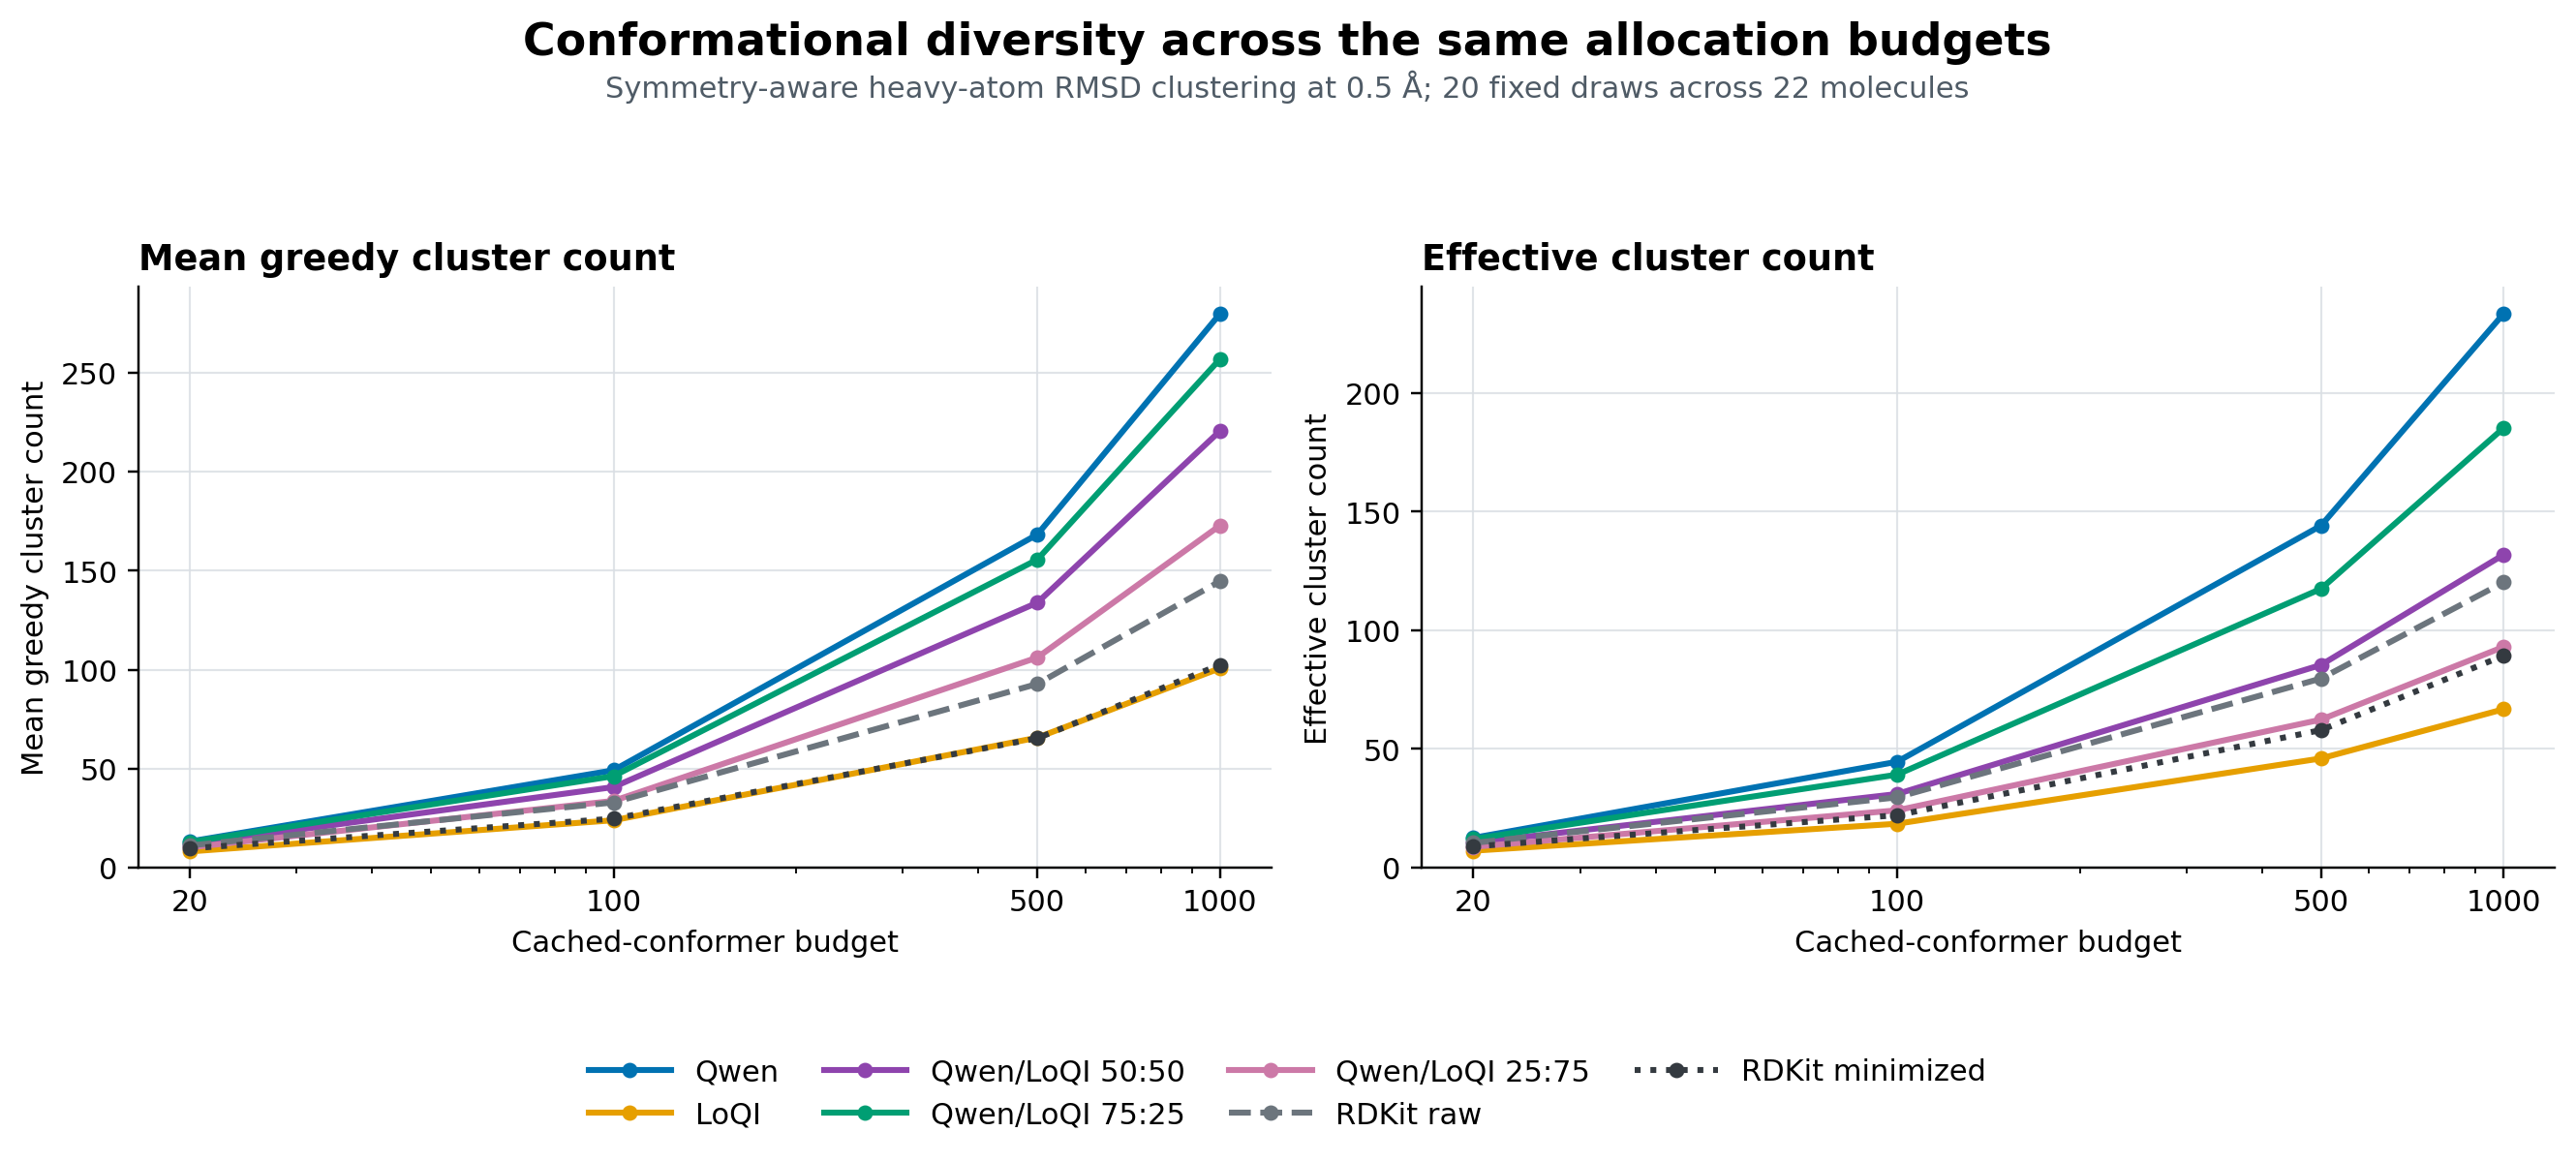 Conformational diversity across the same allocation budgets
Symmetry-aware heavy-atom RMSD clustering at 0.5 Å; 20 fixed draws across 22 molecules
Mean greedy cluster count
Mean greedy cluster count
250
200
150
100
50
0
20
100
500
1000
Cached-conformer budget
Effective cluster count
Effective cluster count
200
150
100
50
0
20
100
500
1000
Cached-conformer budget
Qwen
LoQI
Qwen/LoQI 50:50
Qwen/LoQI 75:25
Qwen/LoQI 25:75
RDKit raw
RDKit minimized